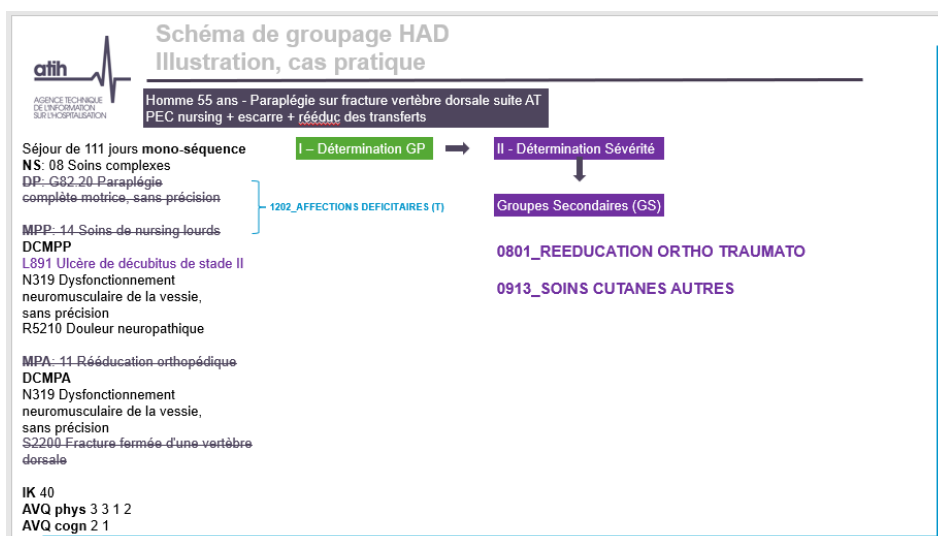 Schéma de groupage HAD
Illustration, cas pratique
atih
AGENCE TECHNIQUE
DE L'INFORMATION
SUR L'HOSPITALISATION
Homme 55 ans - Paraplégie sur fracture vertèbre dorsale suite AT
PEC nursing + escarre + rééduc des transferts
Séjour de 111 jours mono-séquence
NS: 08 Soins complexes
DP: G82.20 Paraplégie
complète motrice, sans précision
MPP: 14 Soins de nursing lourds
DCMPP
L891 Ulcère de décubitus de stade II
N319 Dysfonctionnement
neuromusculaire de la vessie,
sans précision
R5210 Douleur neuropathique
MPA: 11 Rééducation orthopédique
DCMPA
N319 Dysfonctionnement
neuromusculaire de la vessie,
sans précision
S2200 Fracture fermée d'une vertèbre
dorsale
IK 40
AVQ phys 3 3 1 2
AVQ cogn 2 1
I – Détermination GP
1202_AFFECTIONS DEFICITAIRES (T)
II - Détermination Sévérité
Groupes Secondaires (GS)
0801_REEDUCATION ORTHO TRAUMATO
0913_SOINS CUTANES AUTRES